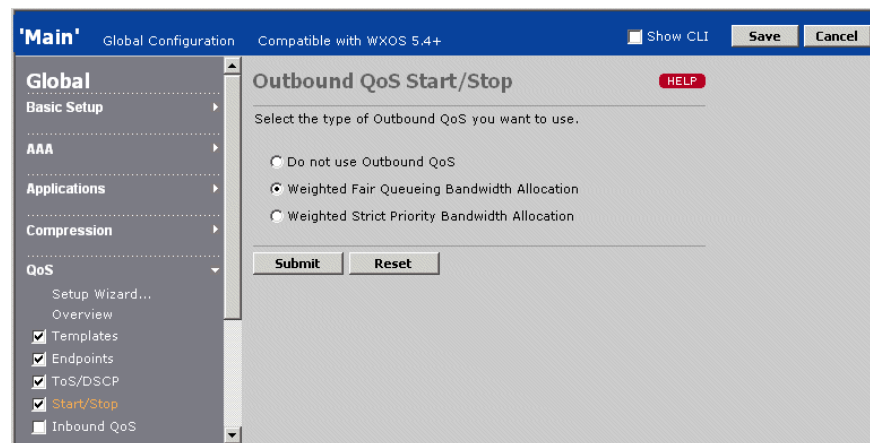 'Main' Global Configuration Compatible with WXOS 5.4+ Show CLI Save Cancel
Global
Basic Setup
AAA
Applications
Compression
QoS
Setup Wizard...
Overview
Templates
Endpoints
ToS/DSCP
Start/Stop
Inbound QoS
Outbound QoS Start/Stop HELP
Select the type of Outbound QoS you want to use.
Do not use Outbound QoS
Weighted Fair Queueing Bandwidth Allocation
Weighted Strict Priority Bandwidth Allocation
Submit Reset